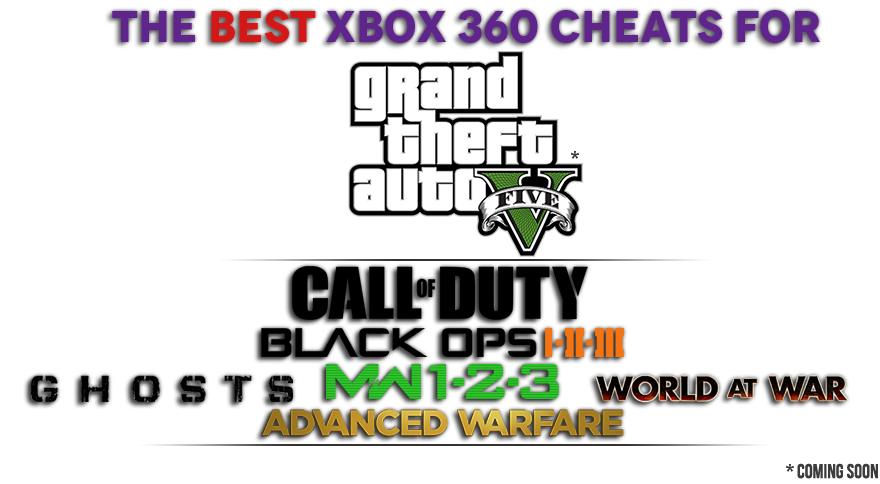 THE BEST XBOX 360 CHEATS FOR
grand
theft
auto V *
FIVE
CALL OF DUTY
BLACK OPS I-II-III
GHOSTS MW1-2-3 WORLD AT WAR
ADVANCED WARFARE
* COMING SOON